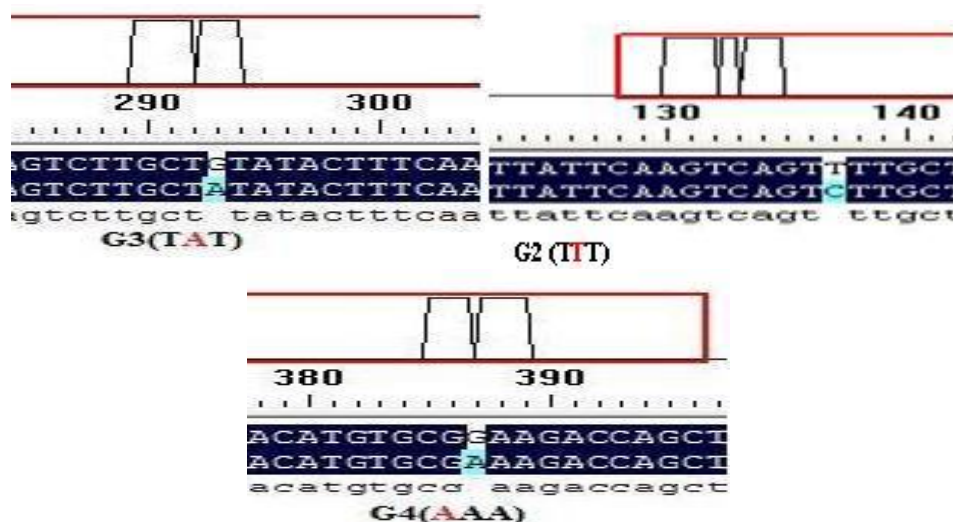 290 300
AGTCTTGCTGTATACTTTCAA
AGTCTTGCTATATACTTTCAA
agtcttgct tatactttcaa
G3(TAT)
130 140
TTATTCAAGTCAGTTTTGCT
TTATTCAAGTCAGTCTTGCT
ttattcaagtcagt ttgct
G2 (TTT)
380 390
ACATGTGCGGAAGACCAGCT
ACATGTGCGAAAGACCAGCT
acatgtgcg aagaccagct
G4(AAA)